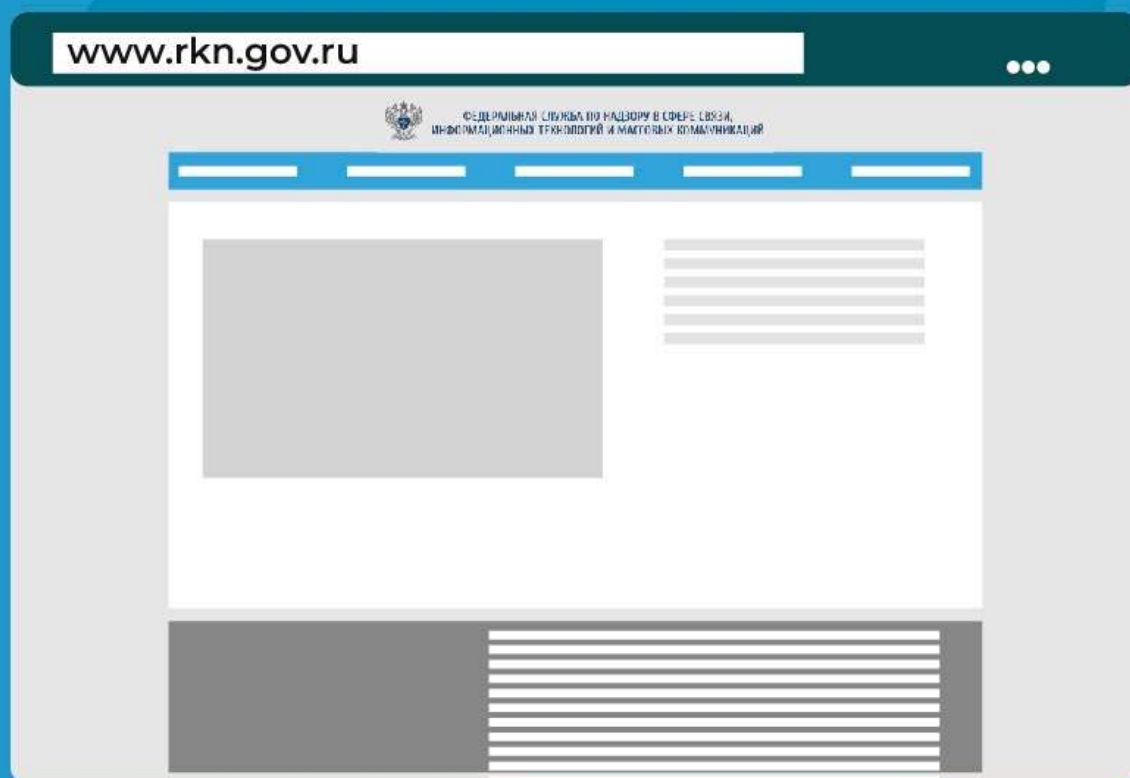 www.rkn.gov.ru
ФЕДЕРАЛЬНАЯ СЛУЖБА ПО НАДЗОРУ В СФЕРЕ СВЯЗИ,
ИНФОРМАЦИОННЫХ ТЕХНОЛОГИЙ И МАССОВЫХ КОММУНИКАЦИЙ